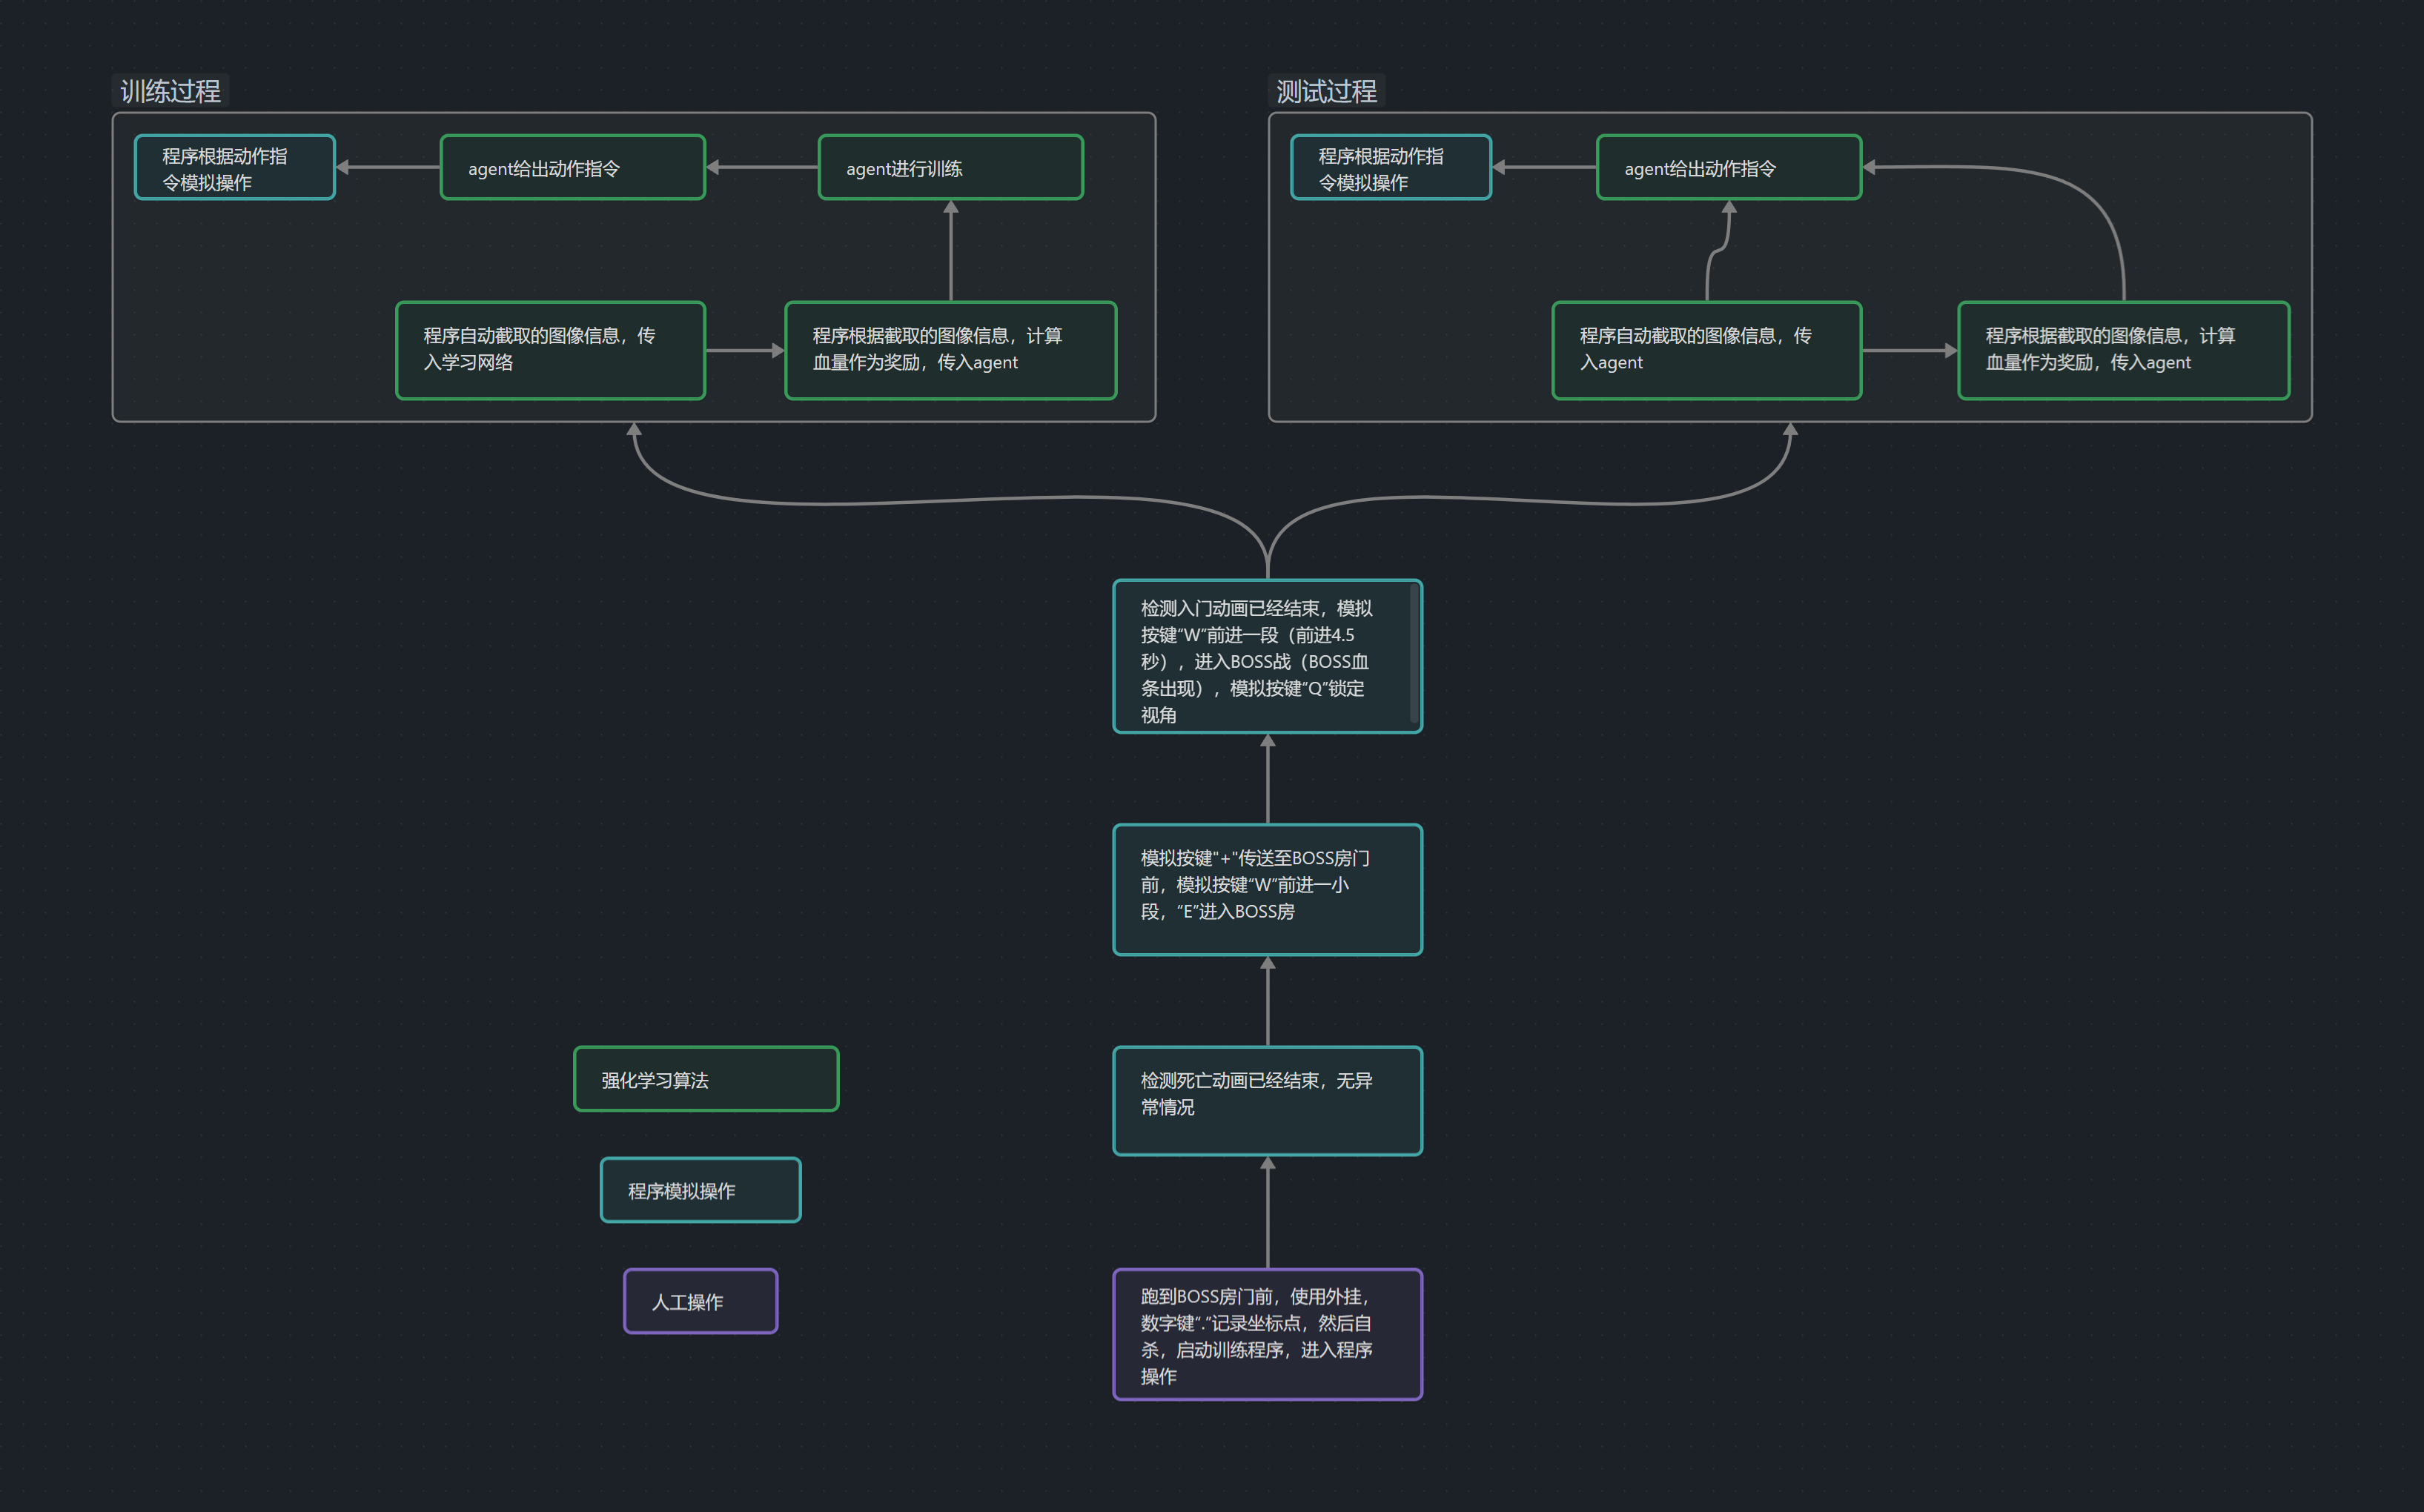 训练过程
程序根据动作指
令模拟操作
agent给出动作指令
agent进行训练
程序自动截取的图像信息，传
入学习网络
程序根据截取的图像信息，计算
血量作为奖励，传入agent
测试过程
程序根据动作指
令模拟操作
agent给出动作指令
程序自动截取的图像信息，传
入agent
程序根据截取的图像信息，计算
血量作为奖励，传入agent
检测入门动画已经结束，模拟
按键“W”前进一段（前进4.5
秒），进入BOSS战（BOSS血
条出现），模拟按键“Q”锁定
视角
模拟按键"+"传送至BOSS房门
前，模拟按键“W”前进一小
段，“E”进入BOSS房
检测死亡动画已经结束，无异
常情况
跑到BOSS房门前，使用外挂，
数字键“.”记录坐标点，然后自
杀，启动训练程序，进入程序
操作
强化学习算法
程序模拟操作
人工操作